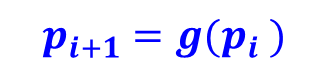 p_{i+1} = g(p_i )